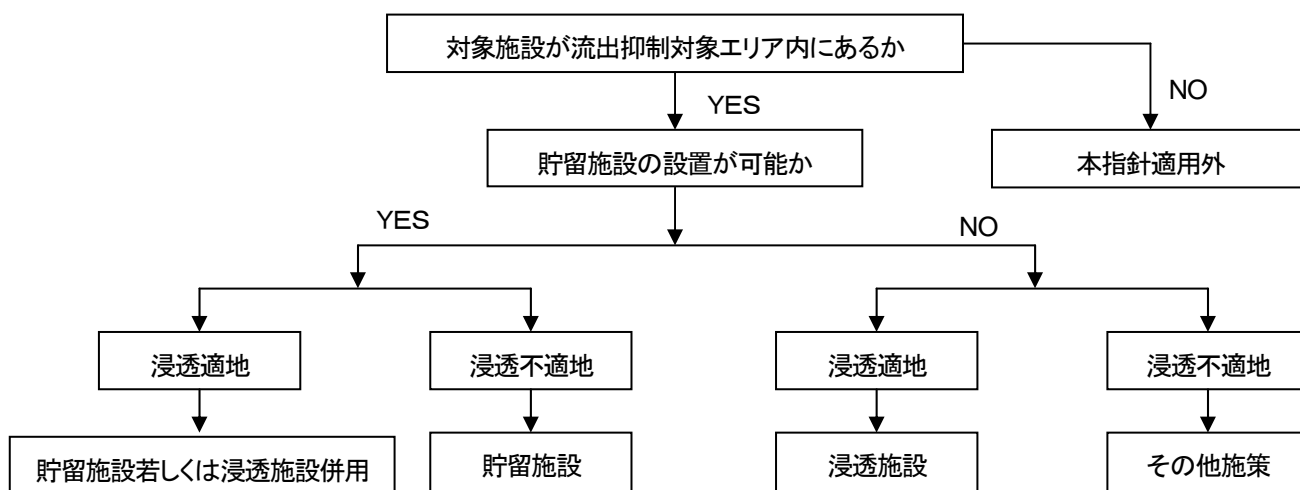 対象施設が流出抑制対象エリア内にあるか
YES
NO
貯留施設の設置が可能か
本指針適用外
YES
NO
浸透適地
浸透不適地
浸透適地
浸透不適地
貯留施設若しくは浸透施設併用
貯留施設
浸透施設
その他施策